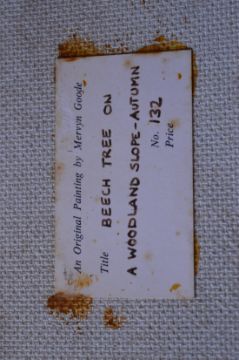 An Original Painting by Mervyn Goode
Title BEECH TREE ON
A WOODLAND SLOPE-AUTUMN
No. 132
Price